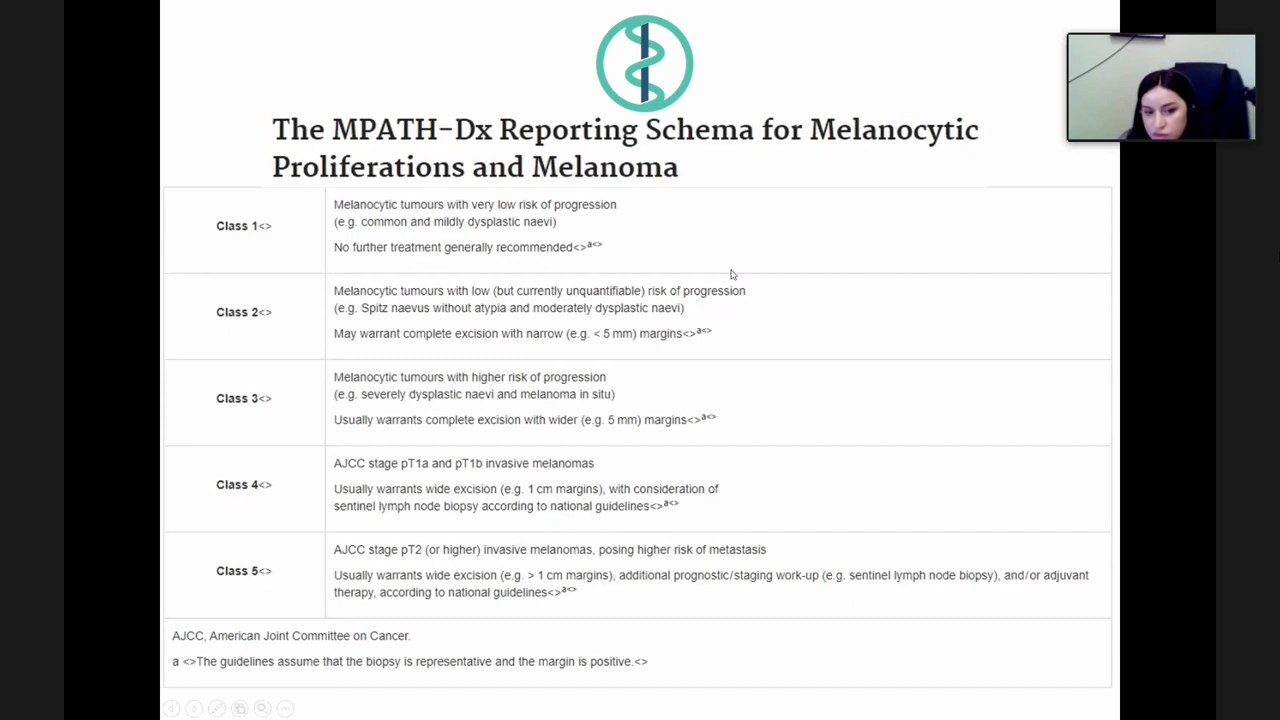 The MPATH-Dx Reporting Schema for Melanocytic
Proliferations and Melanoma
Class 1<>
Melanocytic tumours with very low risk of progression
(e.g. common and mildly dysplastic naevi)
No further treatment generally recommended<>a<>
Class 2<>
Melanocytic tumours with low (but currently unquantifiable) risk of progression
(e.g. Spitz naevus without atypia and moderately dysplastic naevi)
May warrant complete excision with narrow (e.g. < 5 mm) margins<>a<>
Class 3<>
Melanocytic tumours with higher risk of progression
(e.g. severely dysplastic naevi and melanoma in situ)
Usually warrants complete excision with wider (e.g. 5 mm) margins<>a<>
Class 4<>
AJCC stage pT1a and pT1b invasive melanomas
Usually warrants wide excision (e.g. 1 cm margins), with consideration of
sentinel lymph node biopsy according to national guidelines<>a<>
Class 5<>
AJCC stage pT2 (or higher) invasive melanomas, posing higher risk of metastasis
Usually warrants wide excision (e.g. > 1 cm margins), additional prognostic/staging work-up (e.g. sentinel lymph node biopsy), and/or adjuvant
therapy, according to national guidelines<>a<>
AJCC, American Joint Committee on Cancer.
a <>The guidelines assume that the biopsy is representative and the margin is positive.<>